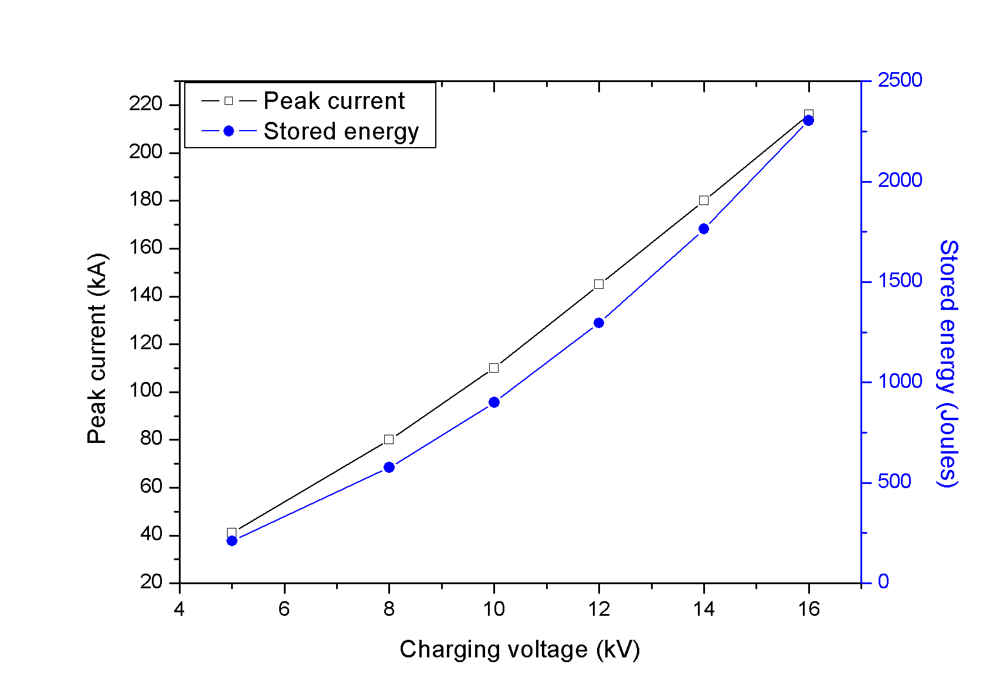 Peak current
Stored energy
220
200
180
160
140
120
100
80
60
40
20
Peak current (kA)
2500
2000
1500
1000
500
0
Stored energy (Joules)
4 6 8 10 12 14 16
Charging voltage (kV)